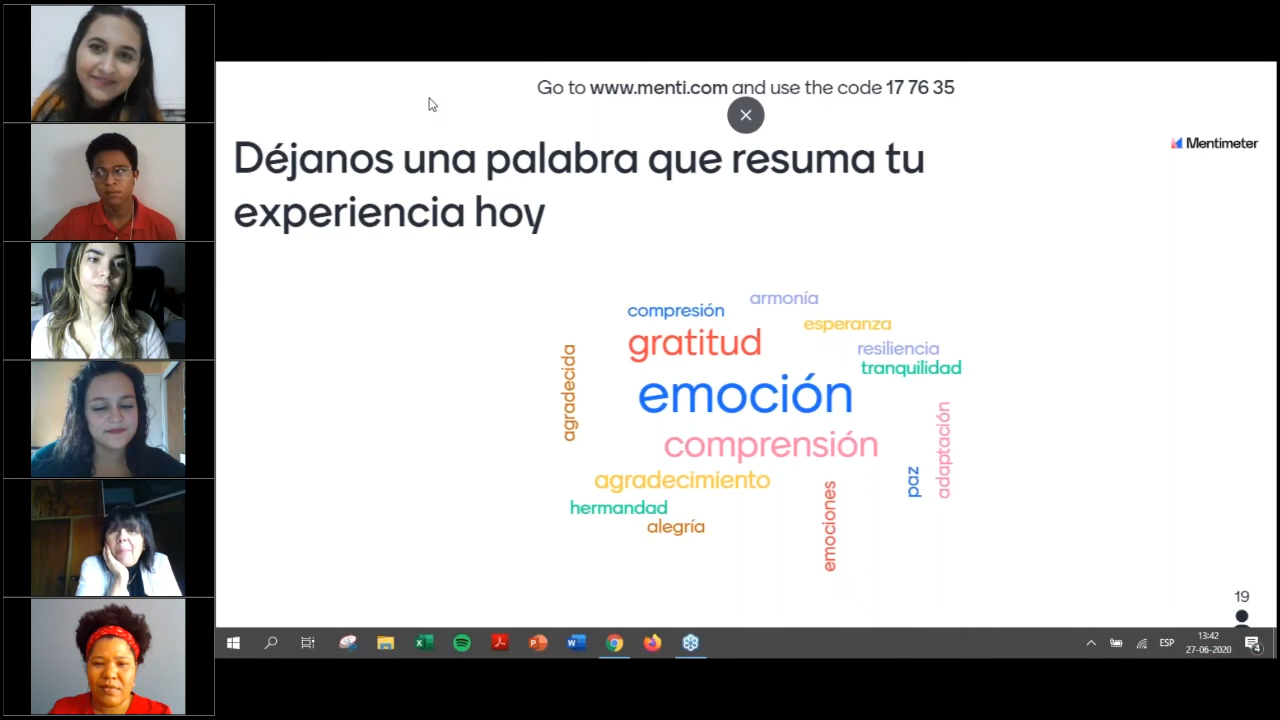 Go to www.menti.com and use the code 17 76 35
Mentimeter
Déjanos una palabra que resuma tu
experiencia hoy
armonía
compresión
esperanza
gratitud
resiliencia
tranquilidad
agradecida
emoción
comprensión
adaptación
agradecimiento
paz
hermandad
alegría
emociones
19
ESP
13:42
27-06-2020
4